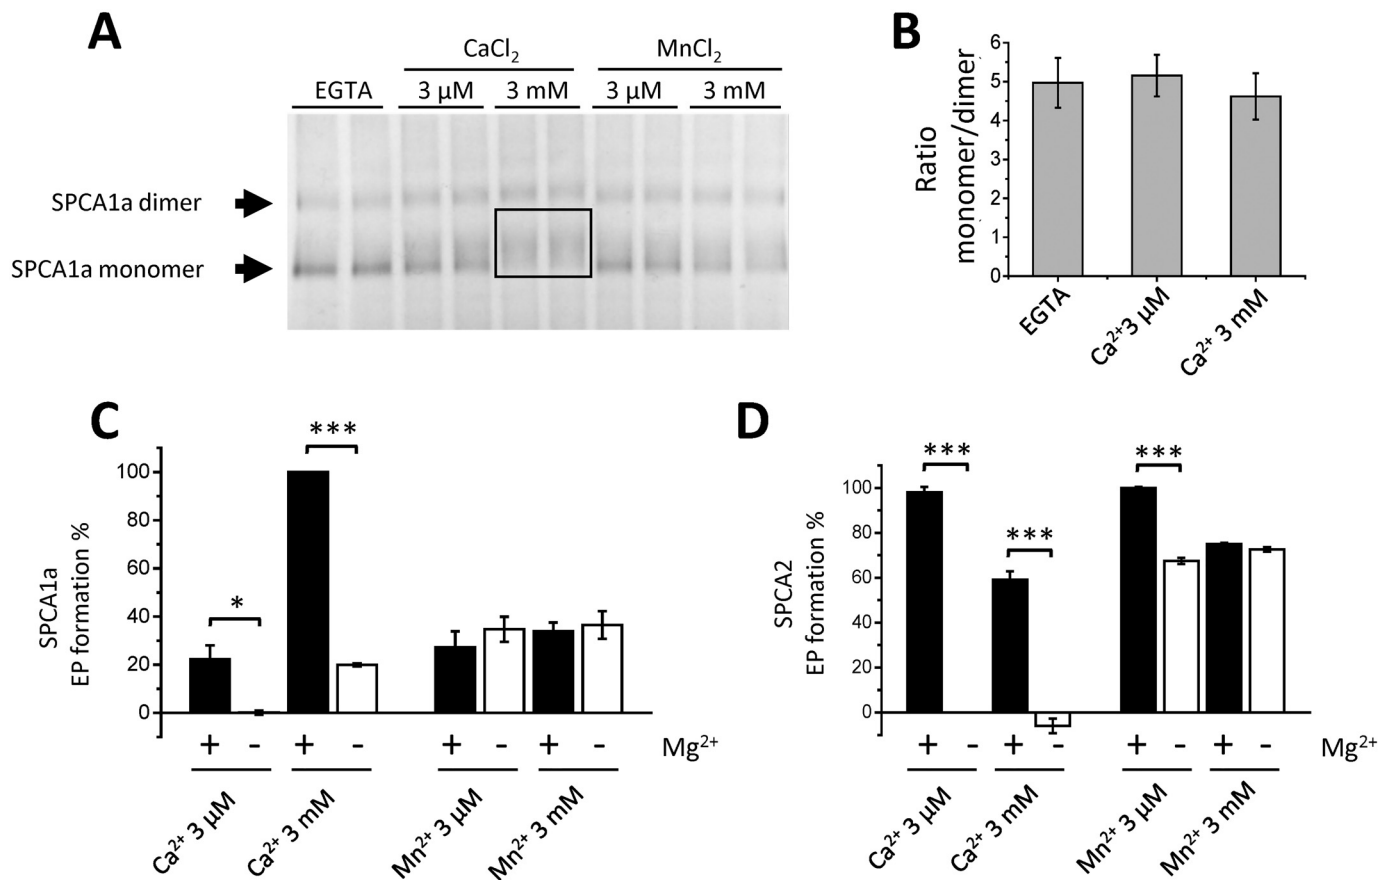 A
CaCl2
MnCl2
EGTA
3 µM
3 mM
3 µM
3 mM
SPCA1a dimer
SPCA1a monomer
B
Ratio
monomer/dimer
6
5
4
3
2
1
0
EGTA
Ca2+3 µM
Ca2+ 3 mM
C
SPCA1a
EP formation %
100
80
60
40
20
0
*
***
+ - + - + - + - Mg2+
Ca2+ 3 µM
Ca2+ 3 mM
Mn2+ 3 µM
Mn2+ 3 mM
D
SPCA2
EP formation %
100
80
60
40
20
0
***
***
***
+ - + - + - + - Mg2+
Ca2+ 3 µM
Ca2+ 3 mM
Mn2+ 3 µM
Mn2+ 3 mM